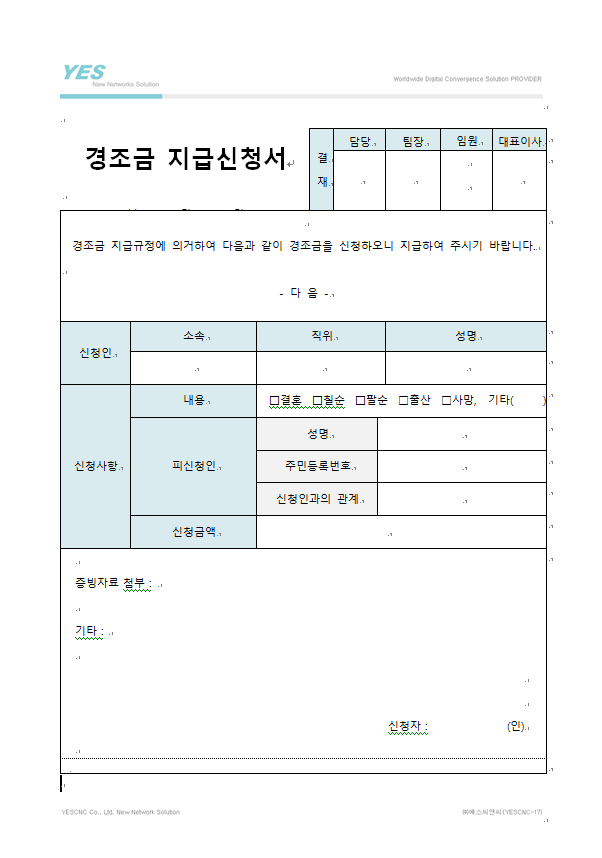 YES
New Networks Solution
Worldwide Digital Convergence Solution PROVIDER
경조금 지급신청서
결
재
담당
팀장
임원
대표이사
경조금 지급규정에 의거하여 다음과 같이 경조금을 신청하오니 지급하여 주시기 바랍니다.
- 다 음 -
신청인
소속
직위
성명
신청사항
내용
□결혼 □칠순 □팔순 □출산 □사망, 기타( )
피신청인
성명
주민등록번호
신청인과의 관계
신청금액
증빙자료 첨부 :
기타 :
신청자 : (인)
YESCNC Co., Ltd. New Network Solution
㈜예스씨앤씨(YESCNC-17)